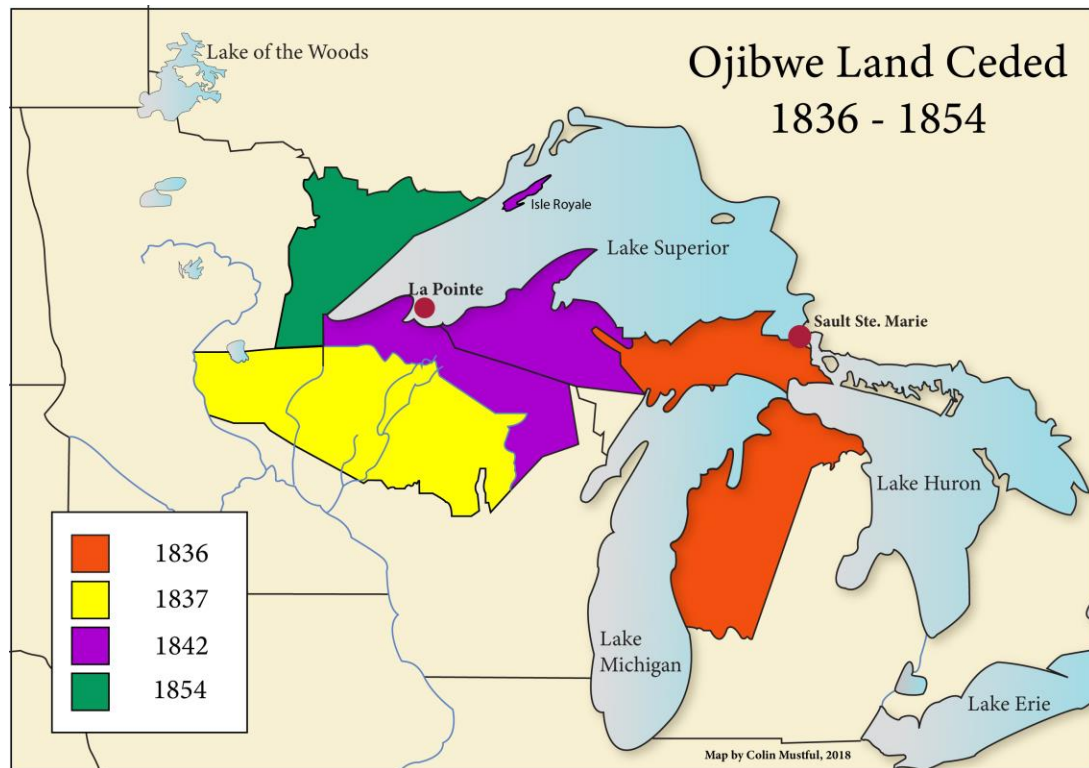 Ojibwe Land Ceded
1836 - 1854
Lake of the Woods
Isle Royale
Lake Superior
La Pointe
Sault Ste. Marie
Lake Huron
Lake
Michigan
Lake Erie
1836
1837
1842
1854
Map by Colin Mustful, 2018